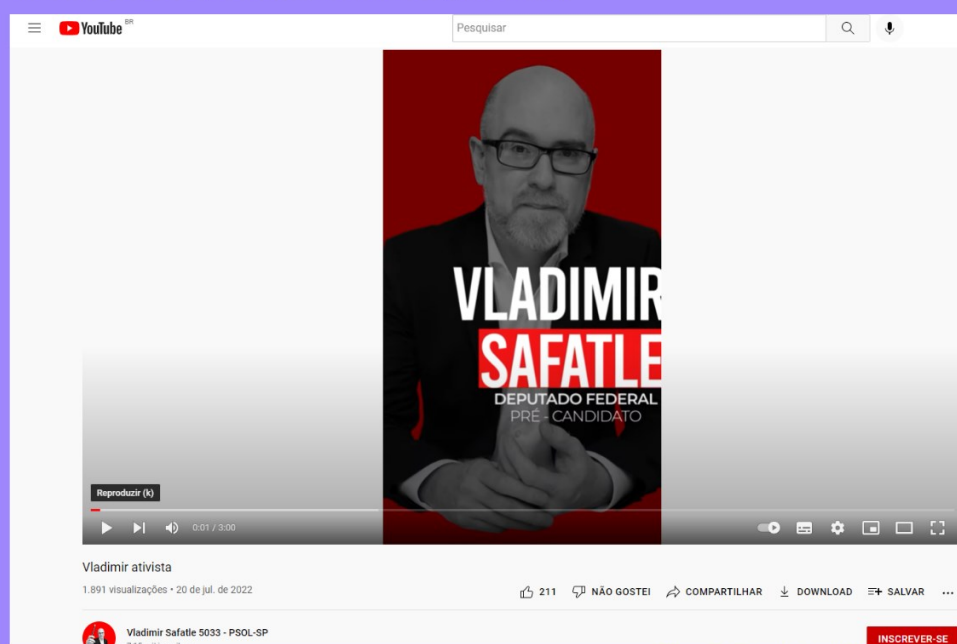 YouTube BR
Pesquisar
VLADIMIR
SAFATLE
DEPUTADO FEDERAL
PRÉ - CANDIDATO
Reproduzir (k)
0:01 / 3:00
Vladimir ativista
1.891 visualizações • 20 de jul. de 2022
211 NÃO GOSTEI COMPARTILHAR DOWNLOAD SALVAR ...
Vladimir Safatle 5033 - PSOL-SP
INSCREVER-SE